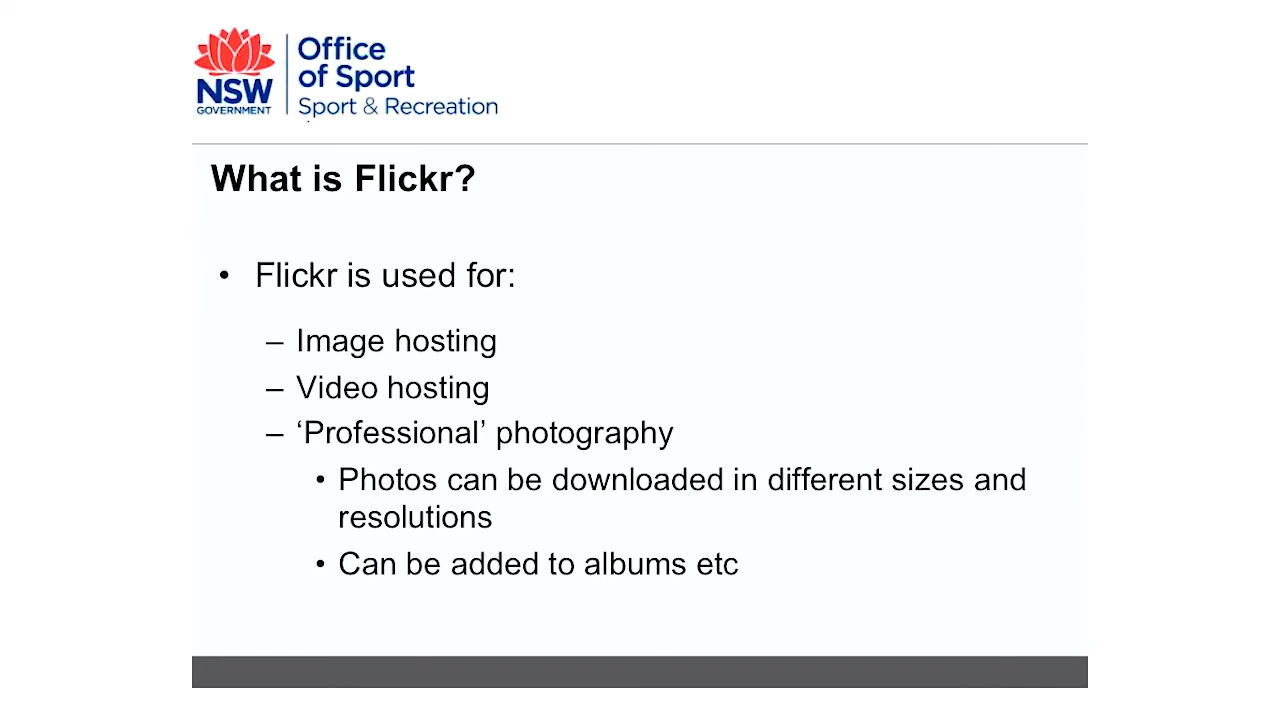 NSW
GOVERNMENT
Office
of Sport
Sport & Recreation
What is Flickr?
• Flickr is used for:
– Image hosting
– Video hosting
– ‘Professional’ photography
• Photos can be downloaded in different sizes and
resolutions
• Can be added to albums etc